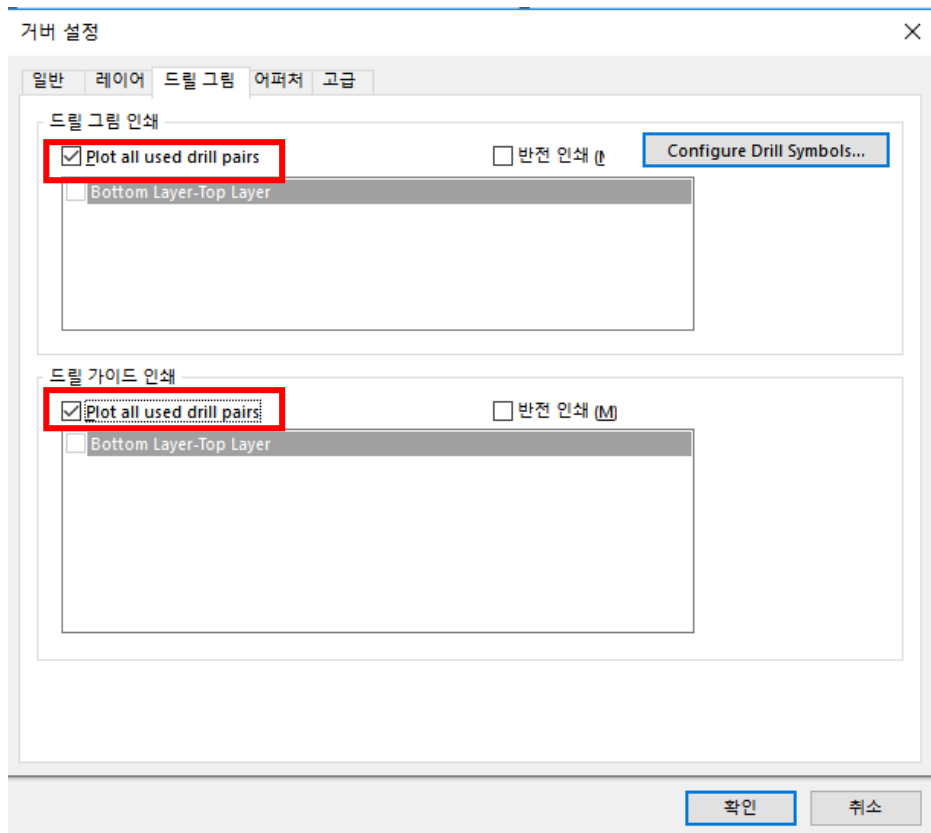 거버 설정
일반 레이어 드릴 그림 어퍼처 고급
드릴 그림 인쇄
Plot all used drill pairs 반전 인쇄 ( Configure Drill Symbols...
Bottom Layer-Top Layer
드릴 가이드 인쇄
Plot all used drill pairs 반전 인쇄 (M)
Bottom Layer-Top Layer
확인 취소